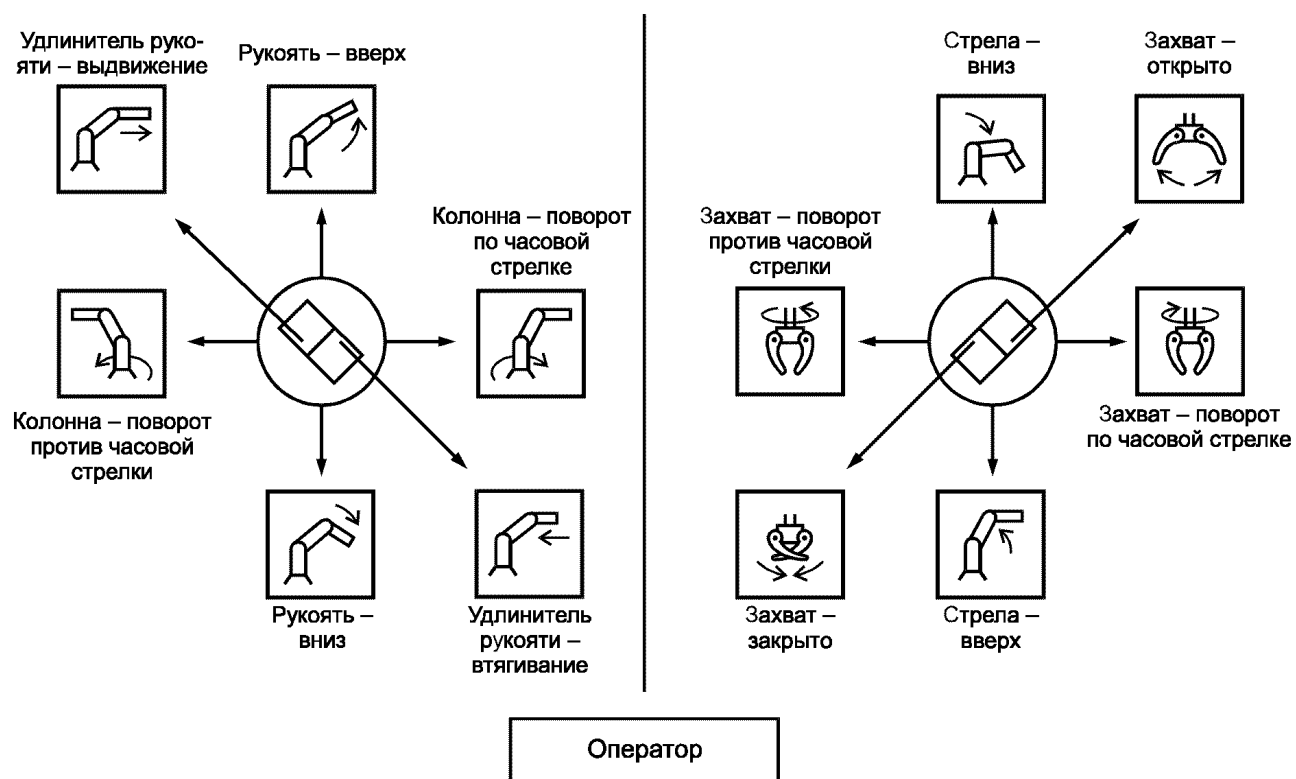 Удлинитель руко-
яти – выдвижение
Рукоять – вверх
Колонна – поворот
по часовой
стрелке
Колонна – поворот
против часовой
стрелки
Рукоять –
вниз
Удлинитель
рукояти –
втягивание
Стрела –
вниз
Захват –
открыто
Захват – поворот
против часовой
стрелки
Захват – поворот
по часовой стрелке
Захват –
закрыто
Стрела –
вверх
Оператор